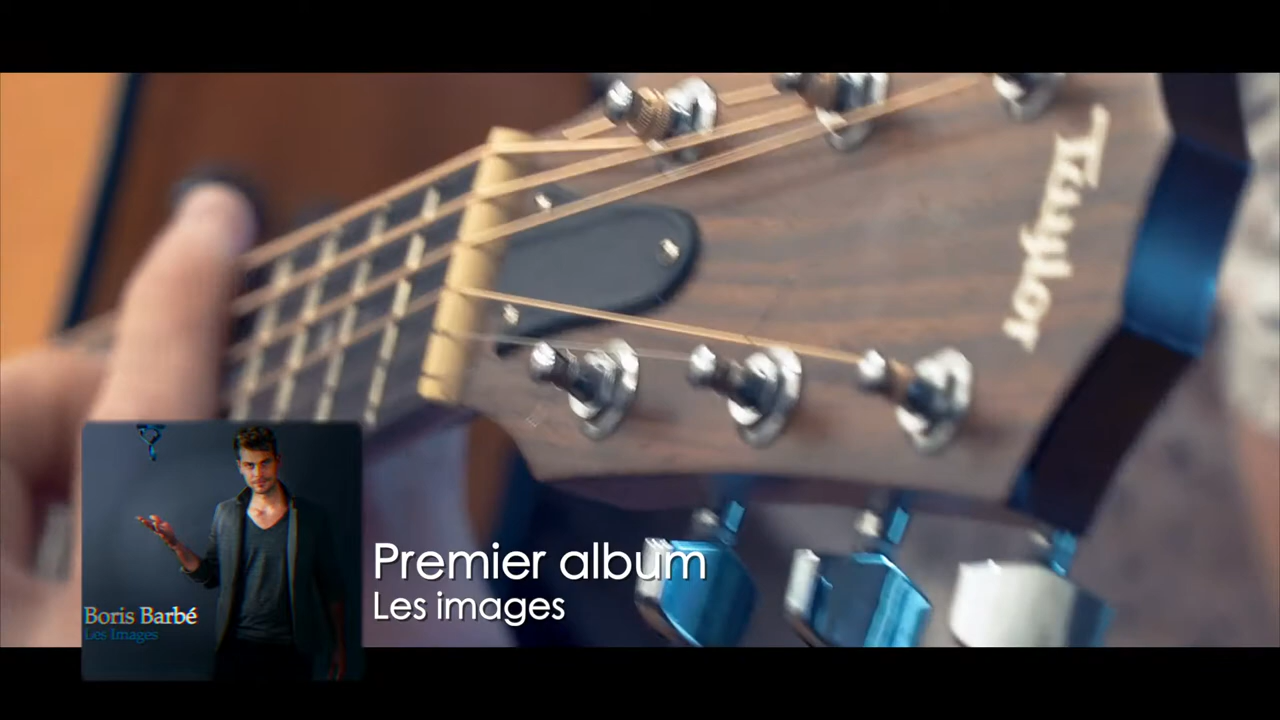 Taylor
Premier album
Les images
Boris Barbé
Les Images